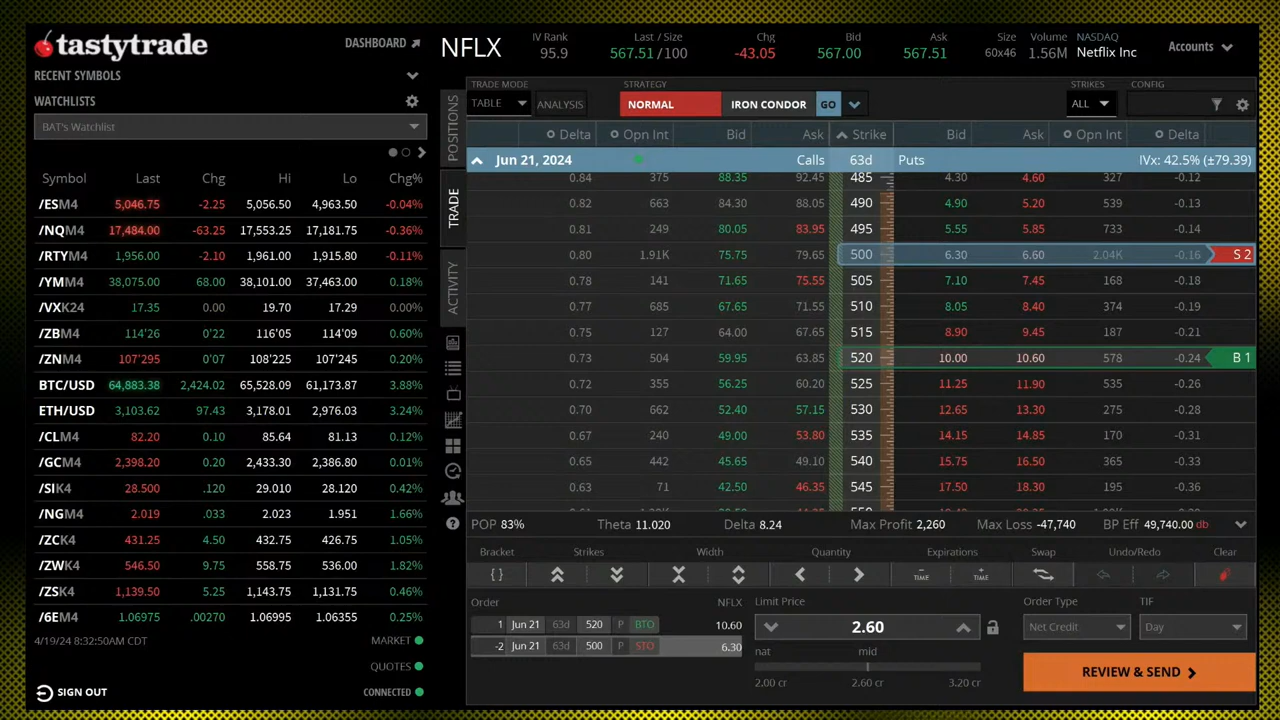 tastytrade
DASHBOARD
RECENT SYMBOLS
WATCHLISTS
BAT's Watchlist
Symbol Last Chg Hi Lo Chg%
/ESM4 5,046.75 -2.25 5,056.50 4,963.50 -0.04%
/NQM4 17,484.00 -63.25 17,553.25 17,181.75 -0.36%
/RTYM4 1,956.00 -2.10 1,961.00 1,915.80 -0.11%
/YMM4 38,075.00 68.00 38,101.00 37,463.00 0.18%
/VXK24 17.35 0.00 19.70 17.29 0.00%
/ZBM4 114'26 0'22 116'05 114'09 0.60%
/ZNM4 107'295 0'07 108'225 107'245 0.20%
BTC/USD 64,883.38 2,424.02 65,528.09 61,173.87 3.88%
ETH/USD 3,103.62 97.43 3,178.01 2,976.03 3.24%
/CLM4 82.20 0.10 85.64 81.13 0.12%
/GCM4 2,398.20 0.20 2,433.30 2,386.80 0.01%
/SIK4 28.500 .120 29.010 28.120 0.42%
/NGM4 2.019 .033 2.023 1.951 1.66%
/ZCK4 431.25 4.50 432.75 426.75 1.05%
/ZWK4 546.50 9.75 558.75 536.00 1.82%
/ZSK4 1,139.50 5.25 1,143.75 1,131.75 0.46%
/6EM4 1.06975 .00270 1.06995 1.06355 0.25%
4/19/24 8:32:50AM CDT MARKET
QUOTES
SIGN OUT CONNECTED
NFLX
IV Rank Last / Size Chg Bid Ask Size Volume NASDAQ
95.9 567.51/100 -43.05 567.00 567.51 60x46 1.56M Netflix Inc
Accounts
POSITIONS
TRADE
ACTIVITY
TRADE MODE STRATEGY STRIKES CONFIG
TABLE ANALYSIS NORMAL IRON CONDOR GO ALL
Delta Opn Int Bid Ask Strike Bid Ask Opn Int Delta
Jun 21, 2024 Calls 63d Puts IVx: 42.5% (±79.39)
0.84 375 88.35 92.45 485 4.30 4.60 327 -0.12
0.82 663 84.30 88.05 490 4.90 5.20 539 -0.13
0.81 249 80.05 83.95 495 5.55 5.85 733 -0.14
0.80 1.91K 75.75 79.65 500 6.30 6.60 2.04K -0.16 S 2
0.78 141 71.65 75.55 505 7.10 7.45 168 -0.18
0.77 685 67.65 71.55 510 8.05 8.40 374 -0.19
0.75 127 64.00 67.65 515 8.90 9.45 187 -0.21
0.73 504 59.95 63.85 520 10.00 10.60 578 -0.24 B 1
0.72 355 56.25 60.20 525 11.25 11.90 535 -0.26
0.70 662 52.40 57.15 530 12.65 13.30 275 -0.28
0.67 240 49.00 53.80 535 14.15 14.85 170 -0.31
0.65 442 45.65 49.10 540 15.75 16.50 365 -0.33
0.63 71 42.50 46.35 545 17.50 18.30 195 -0.36
POP 83% Theta 11.020 Delta 8.24 Max Profit 2,260 Max Loss -47,740 BP Eff 49,740.00 db
Bracket Strikes Width Quantity Expirations Swap Undo/Redo Clear
TIME TIME
Order NFLX
1 Jun 21 63d 520 P BTO 10.60
-2 Jun 21 63d 500 P STO 6.30
Limit Price
2.60
nat mid
2.00 cr 2.60 cr 3.20 cr
Order Type TIF
Net Credit Day
REVIEW & SEND